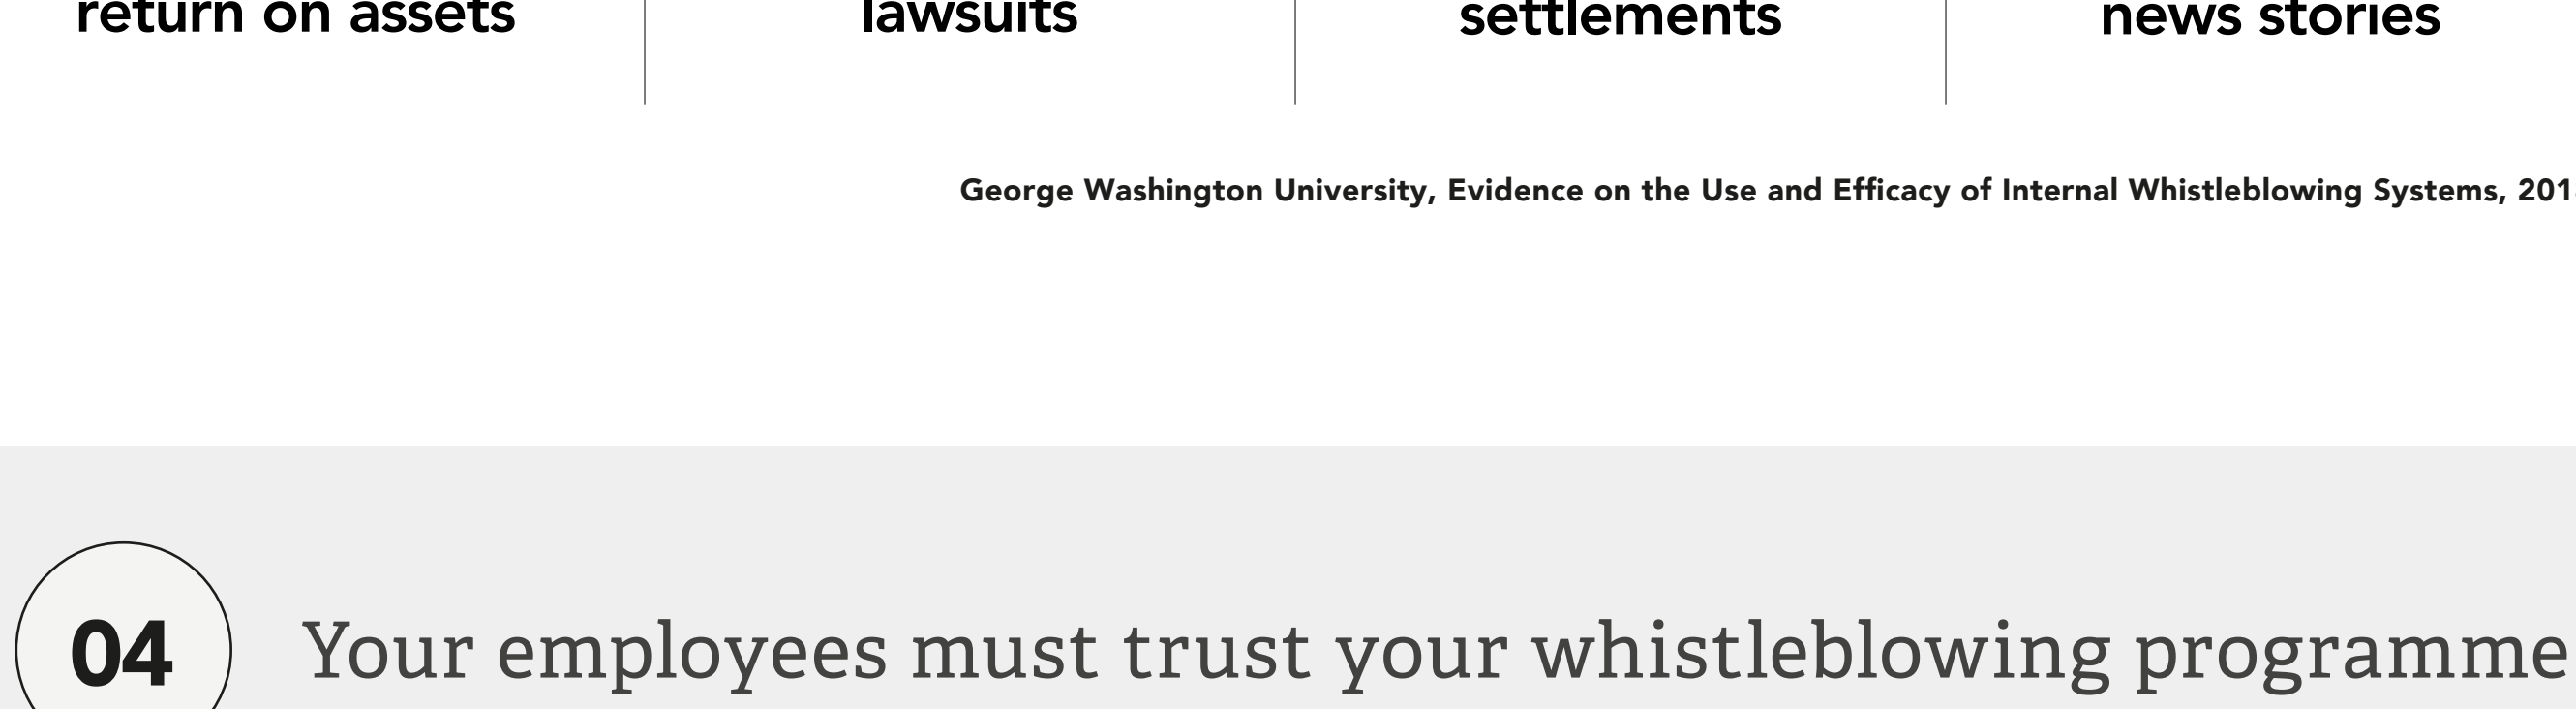 return on assets
lawsuits
settlements
news stories
George Washington University, Evidence on the Use and Efficacy of Internal Whistleblowing Systems, 201
04
Your employees must trust your whistleblowing programme